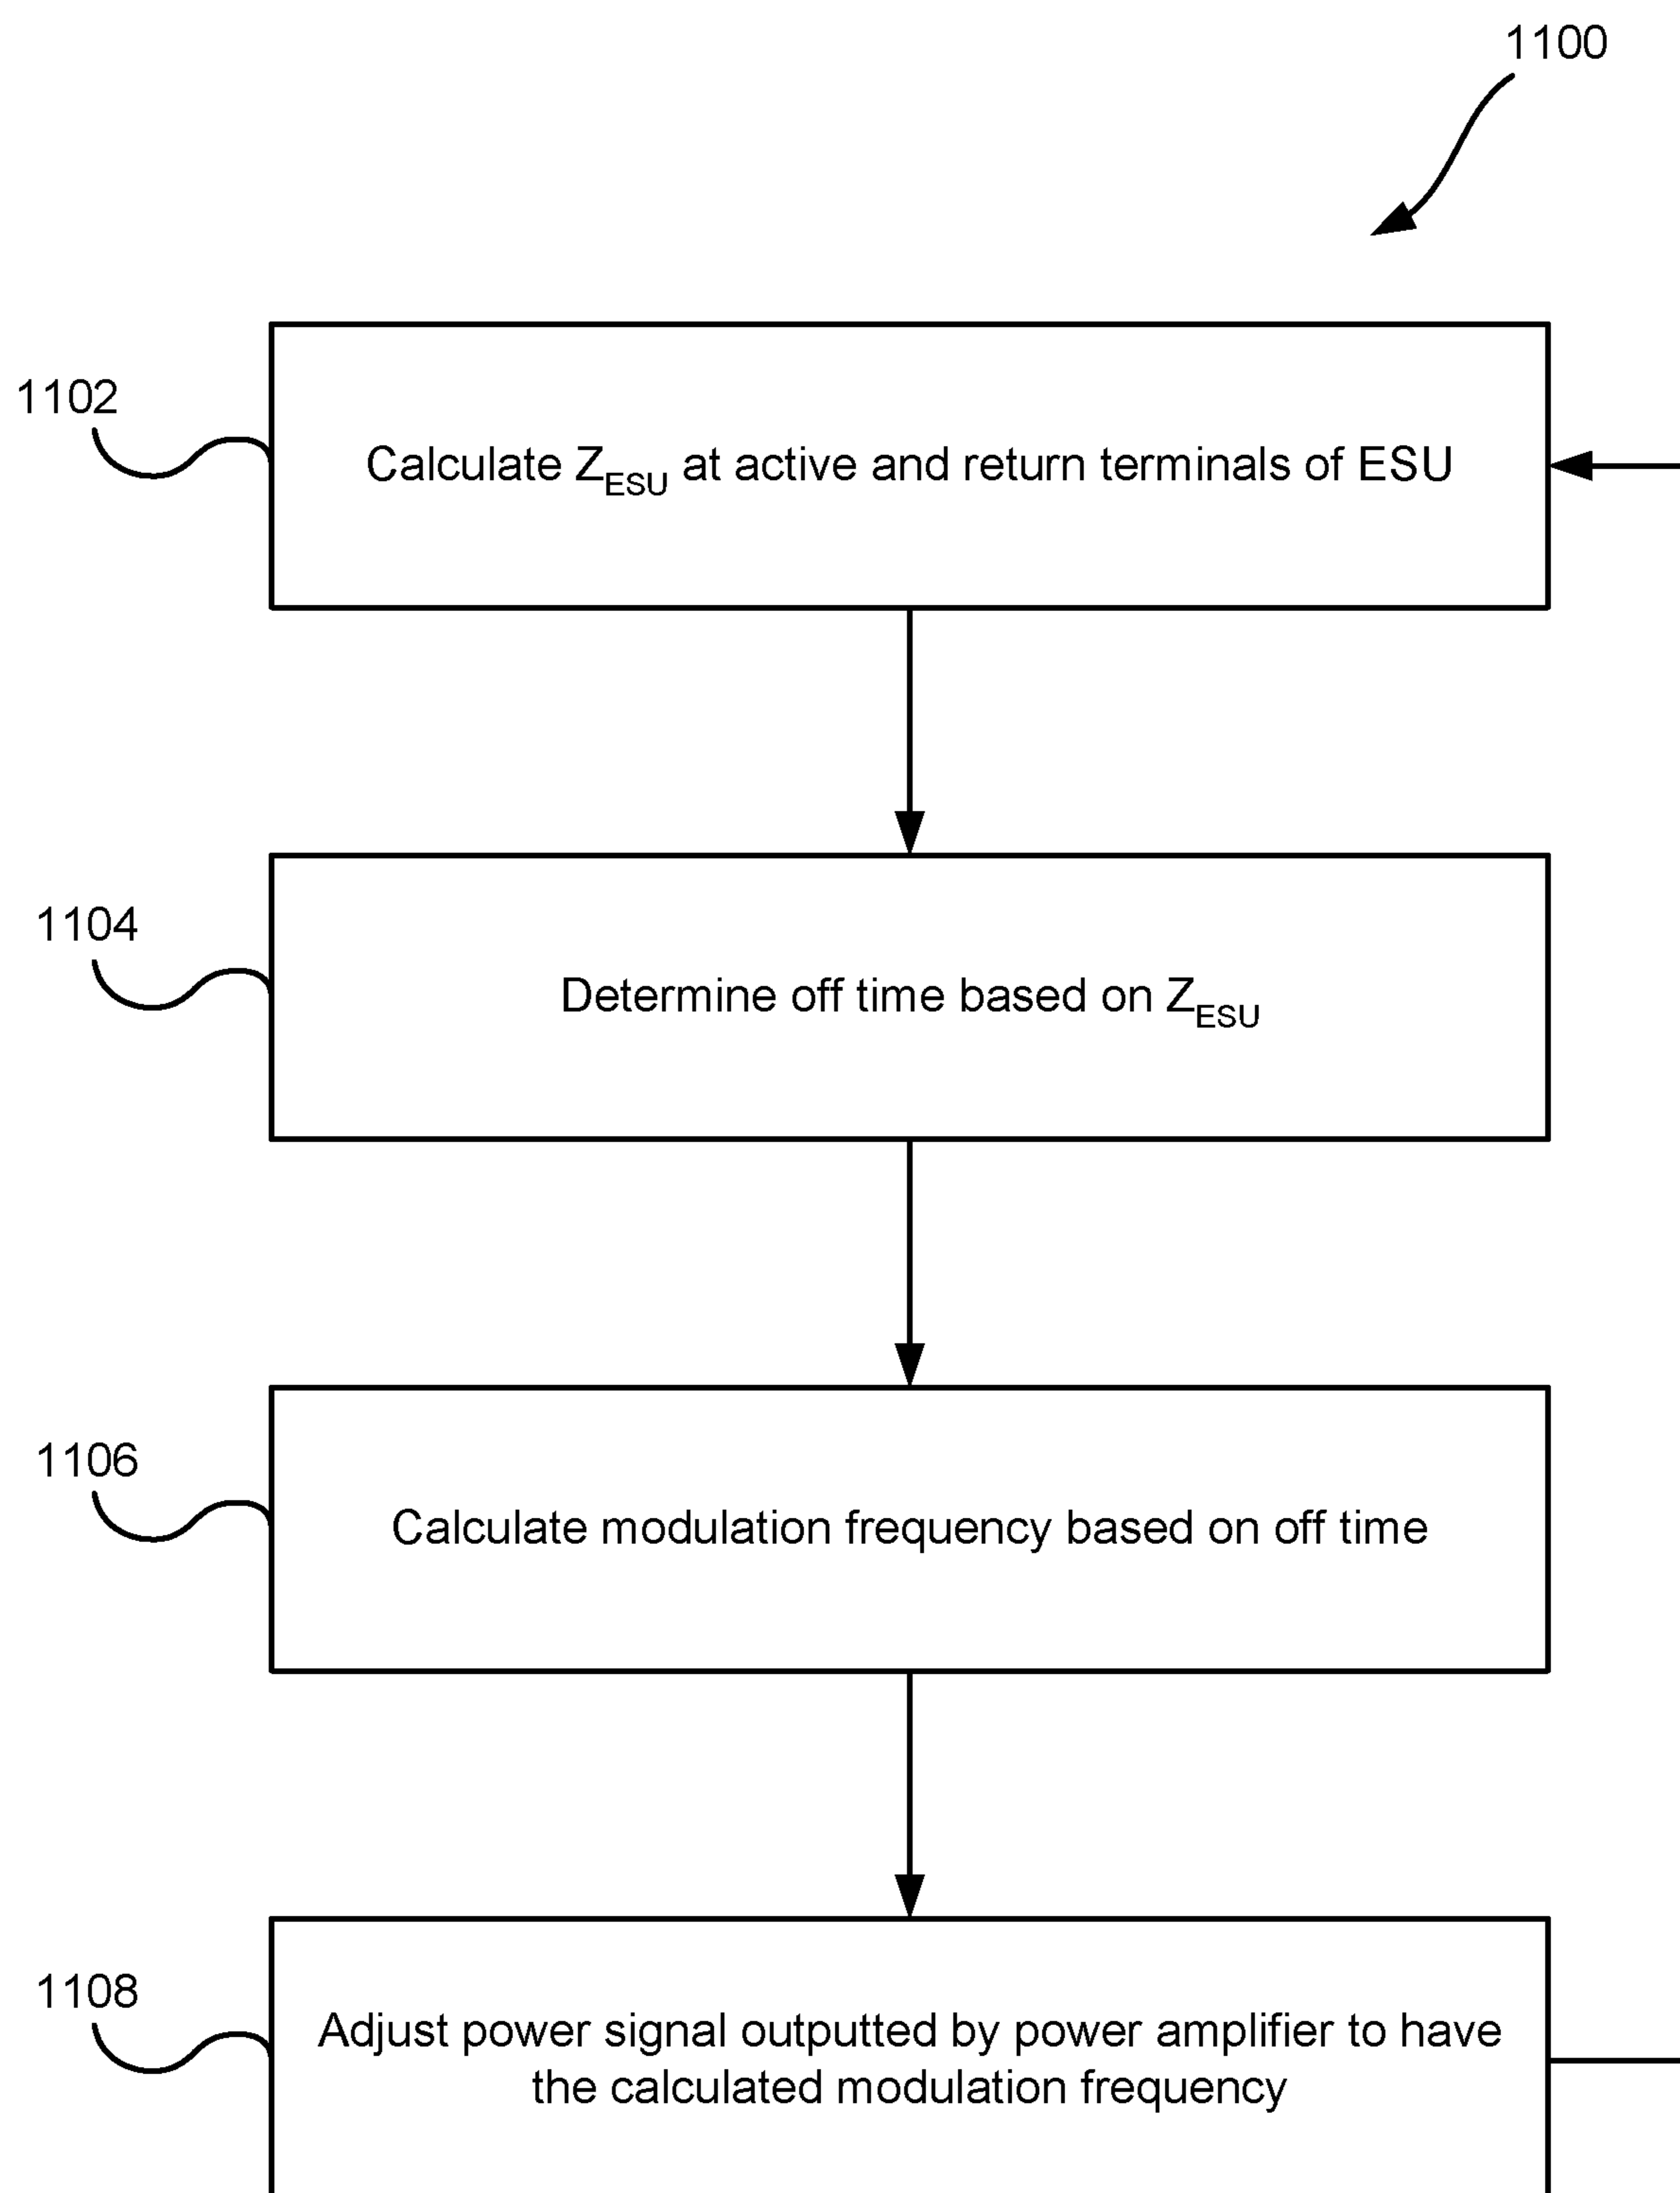 1100
1102
Calculate Z_ESU at active and return terminals of ESU
1104
Determine off time based on Z_ESU
1106
Calculate modulation frequency based on off time
1108
Adjust power signal outputted by power amplifier to have
the calculated modulation frequency